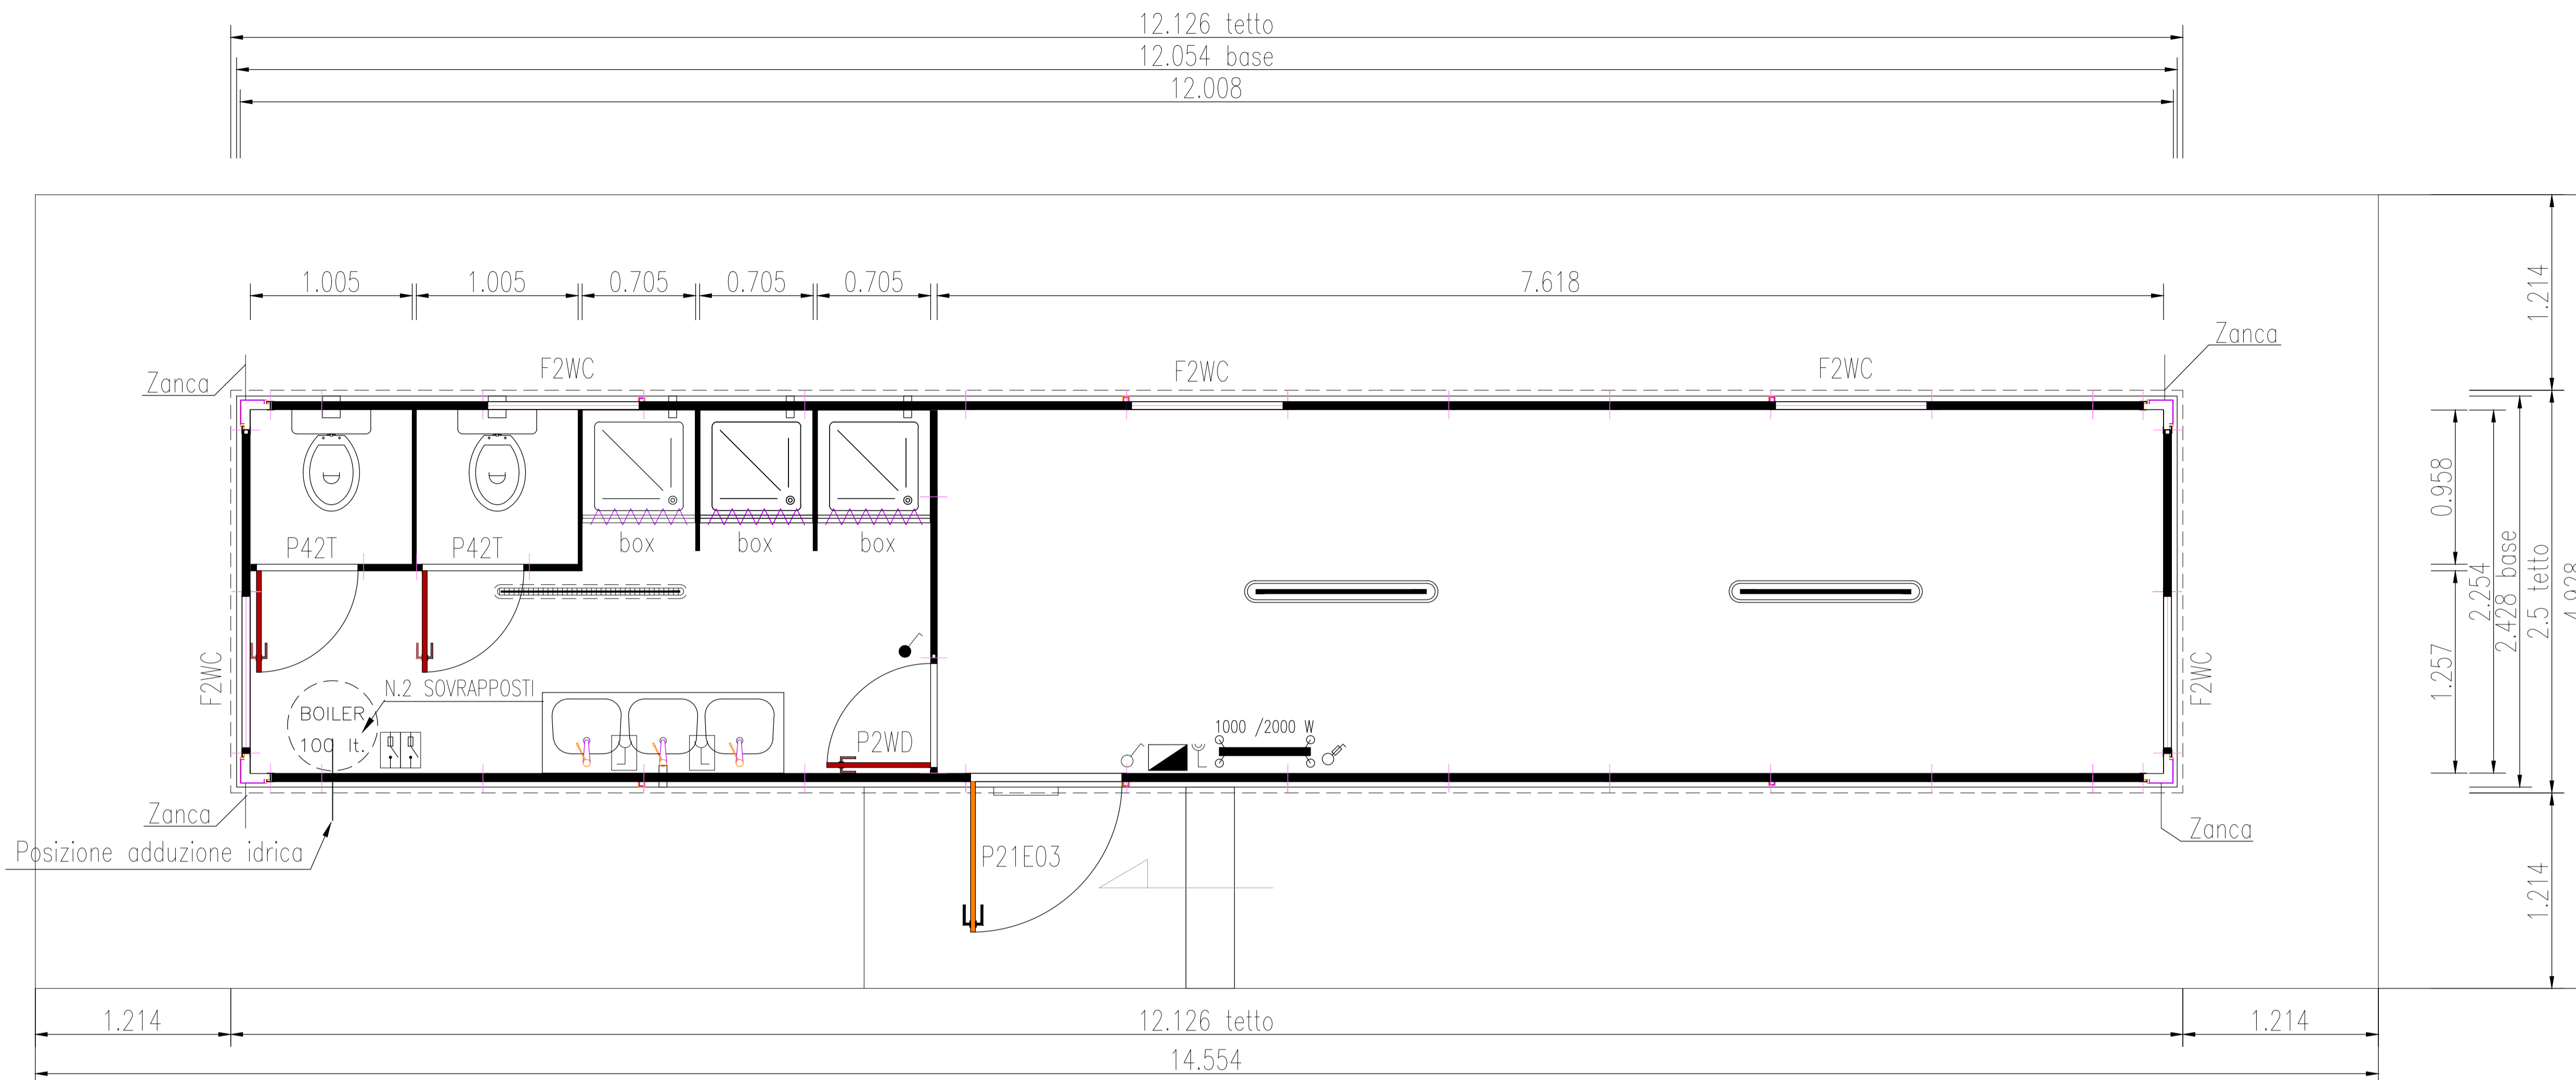 12.126 tetto
12.054 base
12.008
1.005
1.005
0.705
0.705
0.705
7.618
1.214
Zanca
Zanca
F2WC
F2WC
F2WC
0.958
2.254
2.428 base
2.5 tetto
4.928
1.257
P42T
P42T
box
box
box
F2WC
F2WC
N.2 SOVRAPPOSTI
BOILER
100 lt.
P2WD
1000 /2000 W
Zanca
Zanca
Posizione adduzione idrica
P21E03
1.214
1.214
12.126 tetto
1.214
14.554